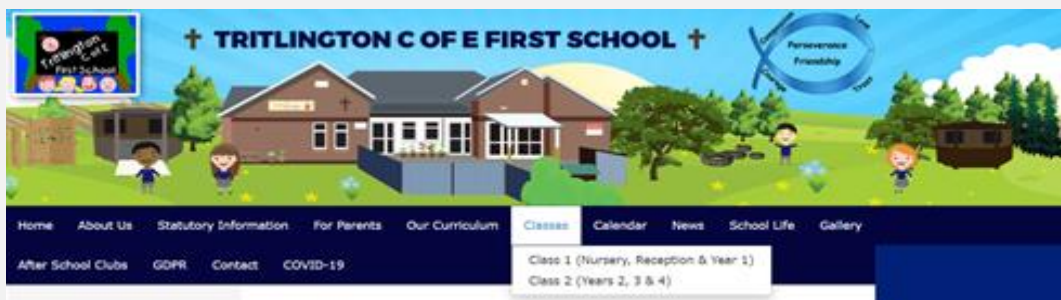 Tritlington
C of E
First School
✝ TRITLINGTON C OF E FIRST SCHOOL ✝
Compassion
Love
Perseverance
Friendship
Courage
Trust
Home About Us Statutory Information For Parents Our Curriculum Classes Calendar News School Life Gallery
After School Clubs GDPR Contact COVID-19
Class 1 (Nursery, Reception & Year 1)
Class 2 (Years 2, 3 & 4)